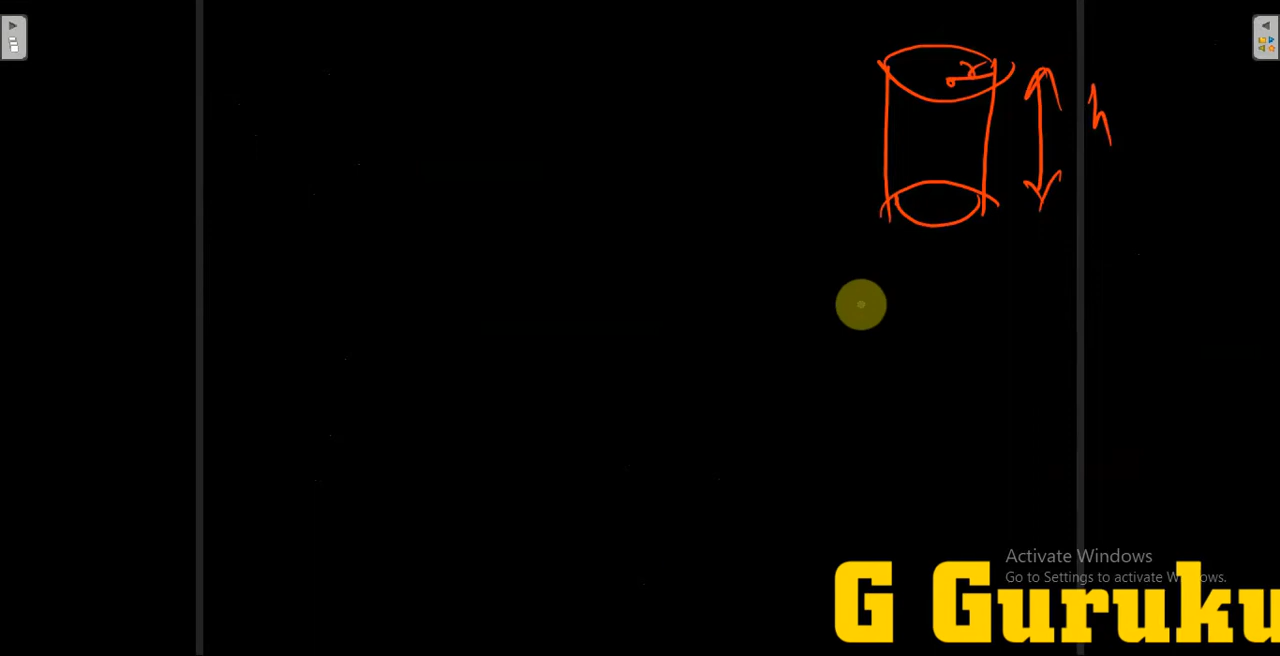 r
h
Activate Windows
Go to Settings to activate Windows.
G Guruku